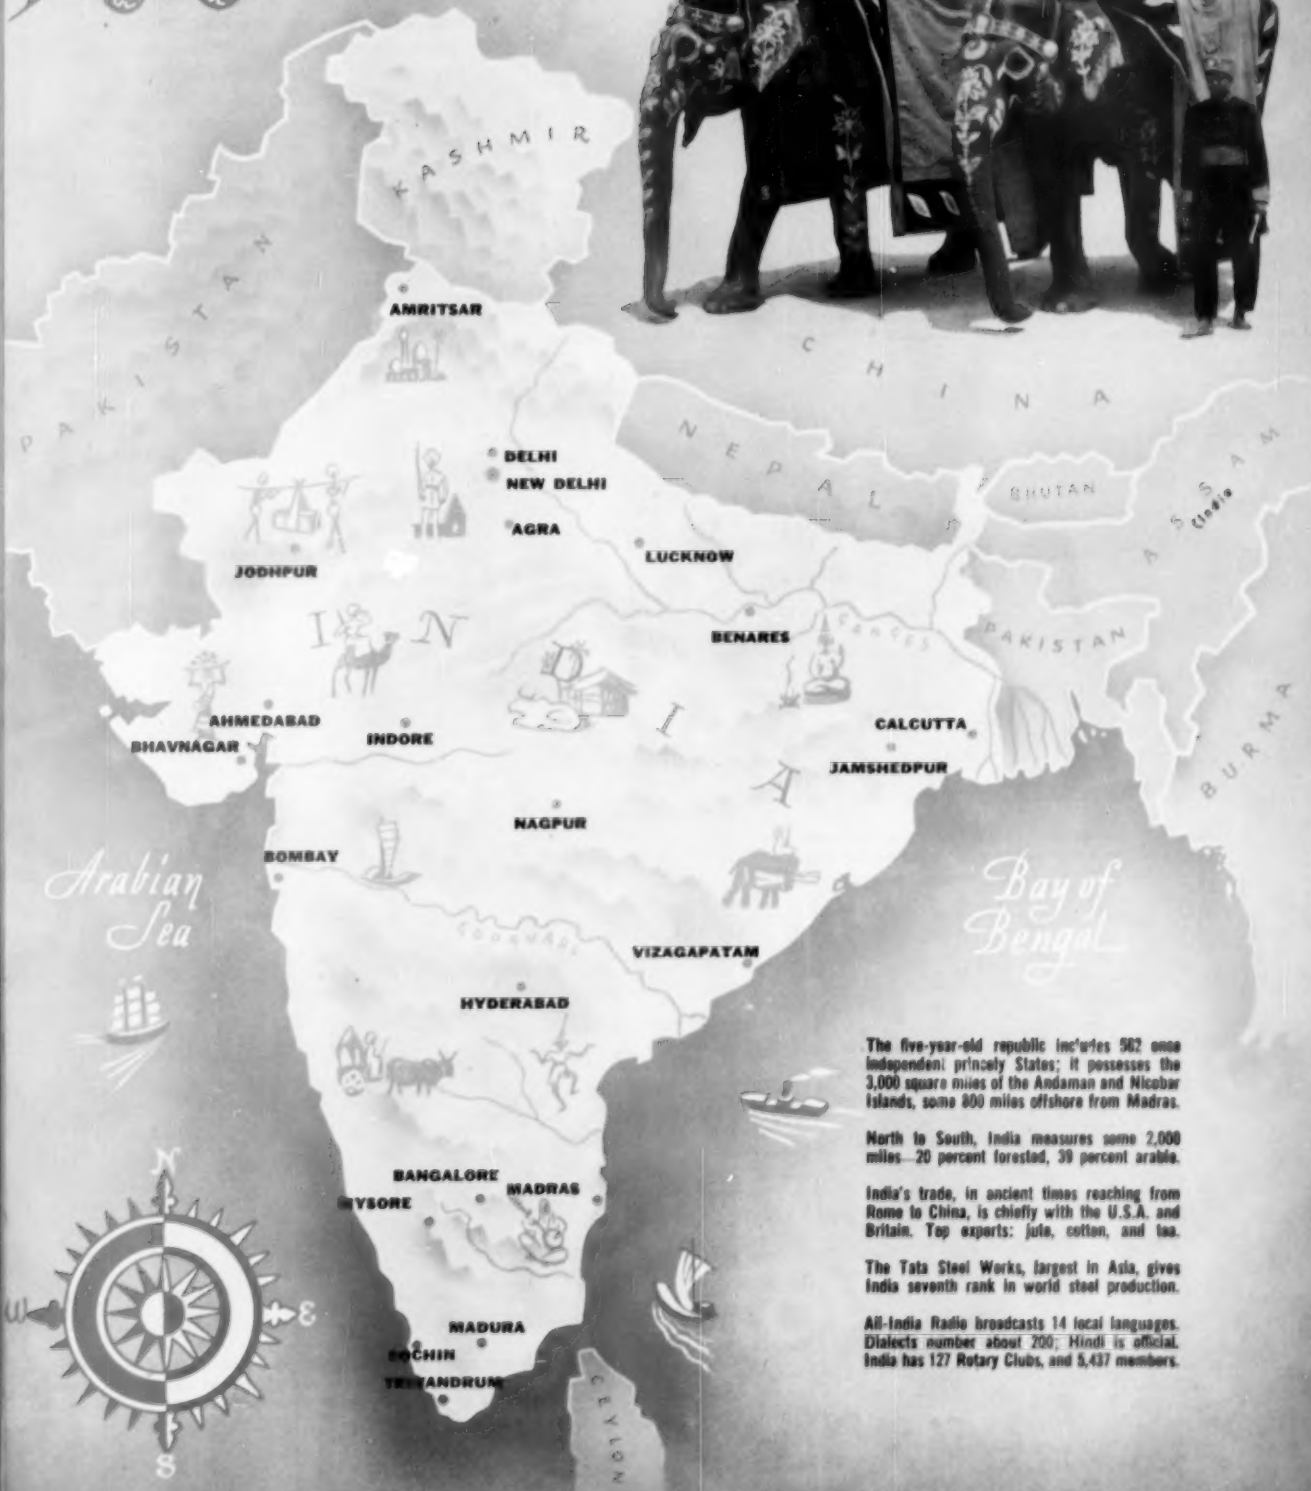 KASHMIR
PAKISTAN
AMRITSAR
CHINA
NEPAL
BHUTAN
ASSAM
(India)
DELHI
NEW DELHI
AGRA
LUCKNOW
JODHPUR
BENARES
GANGES
PAKISTAN
INDIA
BURMA
AHMEDABAD
BHAVNAGAR
INDORE
CALCUTTA
JAMSHEDPUR
NAGPUR
BOMBAY
Arabian
Sea
Bay of
Bengal
GODAVARI
VIZAGAPATAM
HYDERABAD
BANGALORE
MADRAS
MYSORE
MADURA
COCHIN
TRIVANDRUM
CEYLON
N
W
E
S
The five-year-old republic includes 562 once
independent princely States; it possesses the
3,000 square miles of the Andaman and Nicobar
Islands, some 800 miles offshore from Madras.
North to South, India measures some 2,000
miles—20 percent forested, 39 percent arable.
India's trade, in ancient times reaching from
Rome to China, is chiefly with the U.S.A. and
Britain. Top exports: jute, cotton, and tea.
The Tata Steel Works, largest in Asia, gives
India seventh rank in world steel production.
All-India Radio broadcasts 14 local languages.
Dialects number about 200; Hindi is official.
India has 127 Rotary Clubs, and 5,437 members.